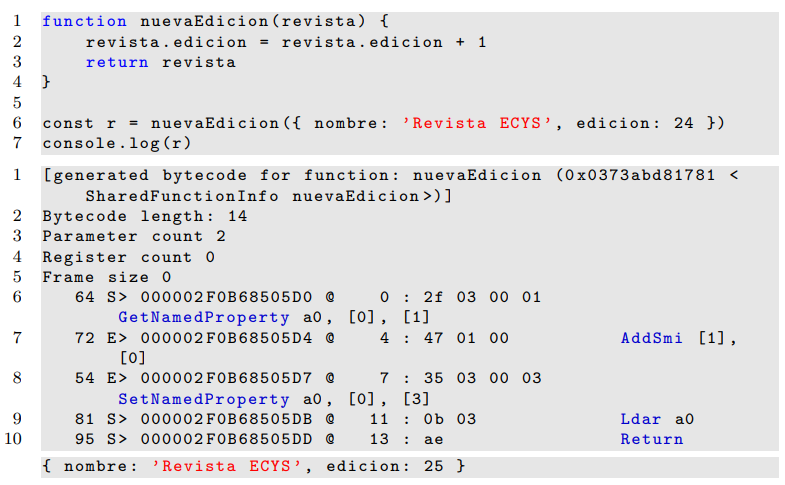 1 function nuevaEdicion(revista) {
2     revista.edicion = revista.edicion + 1
3     return revista
4 }
5
6 const r = nuevaEdicion({ nombre: 'Revista ECYS', edicion: 24 })
7 console.log(r)
1 [generated bytecode for function: nuevaEdicion (0x0373abd81781 <
SharedFunctionInfo nuevaEdicion>)]
2 Bytecode length: 14
3 Parameter count 2
4 Register count 0
5 Frame size 0
6    64 S> 000002F0B68505D0 @    0 : 2f 03 00 01
GetNamedProperty a0, [0], [1]
7    72 E> 000002F0B68505D4 @    4 : 47 01 00          AddSmi [1],
[0]
8    54 E> 000002F0B68505D7 @    7 : 35 03 00 03
SetNamedProperty a0, [0], [3]
9    81 S> 000002F0B68505DB @   11 : 0b 03             Ldar a0
10    95 S> 000002F0B68505DD @   13 : ae                Return
{ nombre: 'Revista ECYS', edicion: 25 }